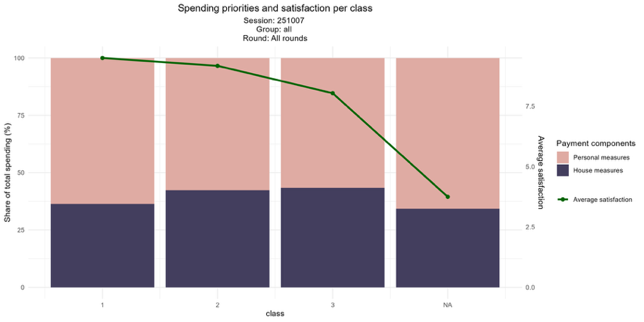 Spending priorities and satisfaction per class
Session: 251007
Group: all
Round: All rounds
Share of total spending (%)
100
75
50
25
0
7.5
5.0
2.5
0.0
Average satisfaction
1
2
3
NA
class
Payment components
Personal measures
House measures
Average satisfaction